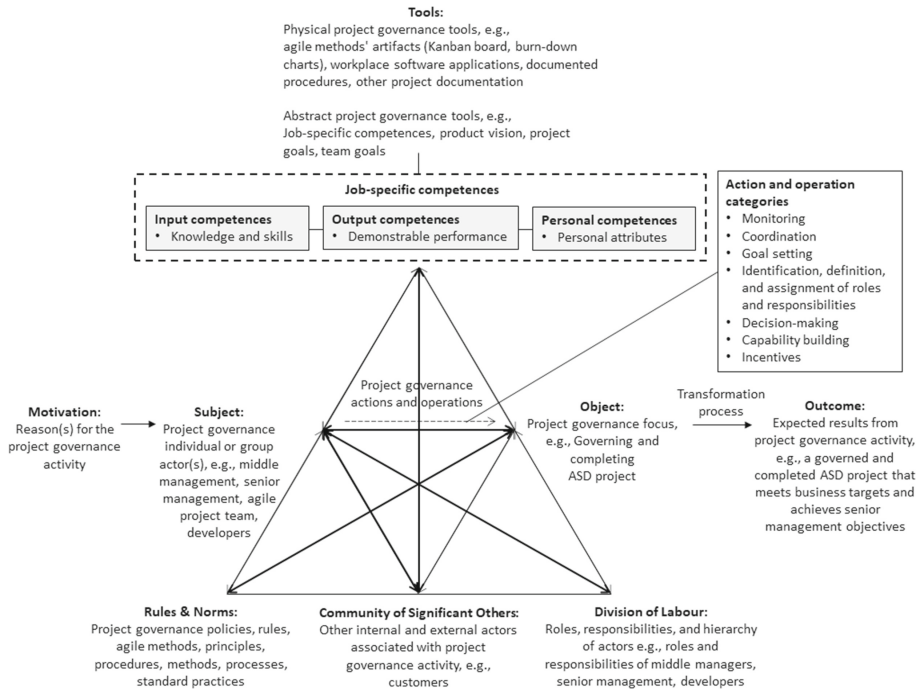 Tools:
Physical project governance tools, e.g.,
agile methods' artifacts (Kanban board, burn-down
charts), workplace software applications, documented
procedures, other project documentation
Abstract project governance tools, e.g.,
Job-specific competences, product vision, project
goals, team goals
Job-specific competences
Input competences
• Knowledge and skills
Output competences
• Demonstrable performance
Personal competences
• Personal attributes
Action and operation
categories
• Monitoring
• Coordination
• Goal setting
• Identification, definition,
and assignment of roles
and responsibilities
• Decision-making
• Capability building
• Incentives
Project governance
actions and operations
Motivation:
Reason(s) for the
project governance
activity
Subject:
Project governance
individual or group
actor(s), e.g., middle
management, senior
management, agile
project team,
developers
Object:
Project governance focus,
e.g., Governing and
completing
ASD project
Transformation
process
Outcome:
Expected results from
project governance activity,
e.g., a governed and
completed ASD project that
meets business targets and
achieves senior
management objectives
Rules & Norms:
Project governance policies, rules,
agile methods, principles,
procedures, methods, processes,
standard practices
Community of Significant Others:
Other internal and external actors
associated with project
governance activity, e.g.,
customers
Division of Labour:
Roles, responsibilities, and hierarchy
of actors e.g., roles and
responsibilities of middle managers,
senior management, developers